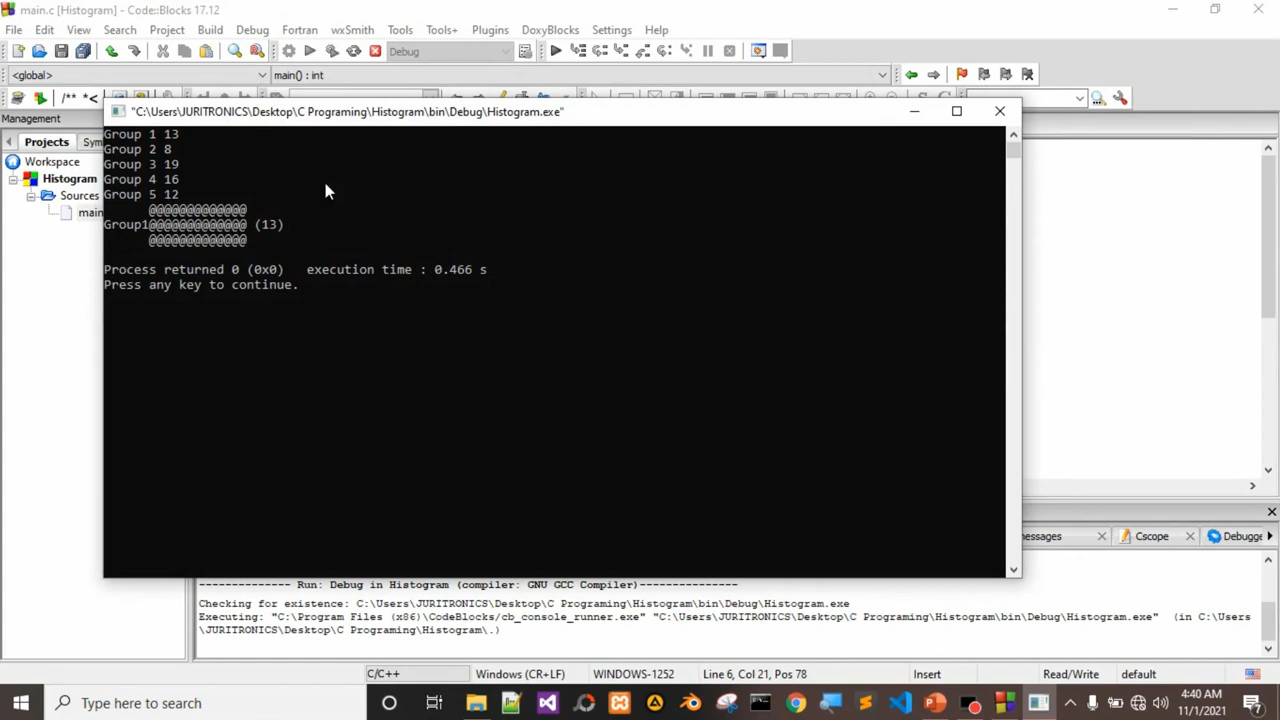 main.c [Histogram] - Code::Blocks 17.12
File Edit View Search Project Build Debug Fortran wxSmith Tools Tools+ Plugins DoxyBlocks Settings Help
Debug
<global> main() : int
/** *<
Management
"C:\Users\JURITRONICS\Desktop\C Programing\Histogram\bin\Debug\Histogram.exe"
Projects Sym
Workspace
Histogram
Sources
main
Group 1 13
Group 2 8
Group 3 19
Group 4 16
Group 5 12
@@@@@@@@@@@@@
Group1@@@@@@@@@@@@@ (13)
@@@@@@@@@@@@@
Process returned 0 (0x0) execution time : 0.466 s
Press any key to continue.
messages Cscope Debugge
-------------- Run: Debug in Histogram (compiler: GNU GCC Compiler)---------------
Checking for existence: C:\Users\JURITRONICS\Desktop\C Programing\Histogram\bin\Debug\Histogram.exe
Executing: "C:\Program Files (x86)\CodeBlocks/cb_console_runner.exe" "C:\Users\JURITRONICS\Desktop\C Programing\Histogram\bin\Debug\Histogram.exe" (in C:\Users
\JURITRONICS\Desktop\C Programing\Histogram\.)
C/C++ Windows (CR+LF) WINDOWS-1252 Line 6, Col 21, Pos 78 Insert Read/Write default
Type here to search
4:40 AM
11/1/2021
7